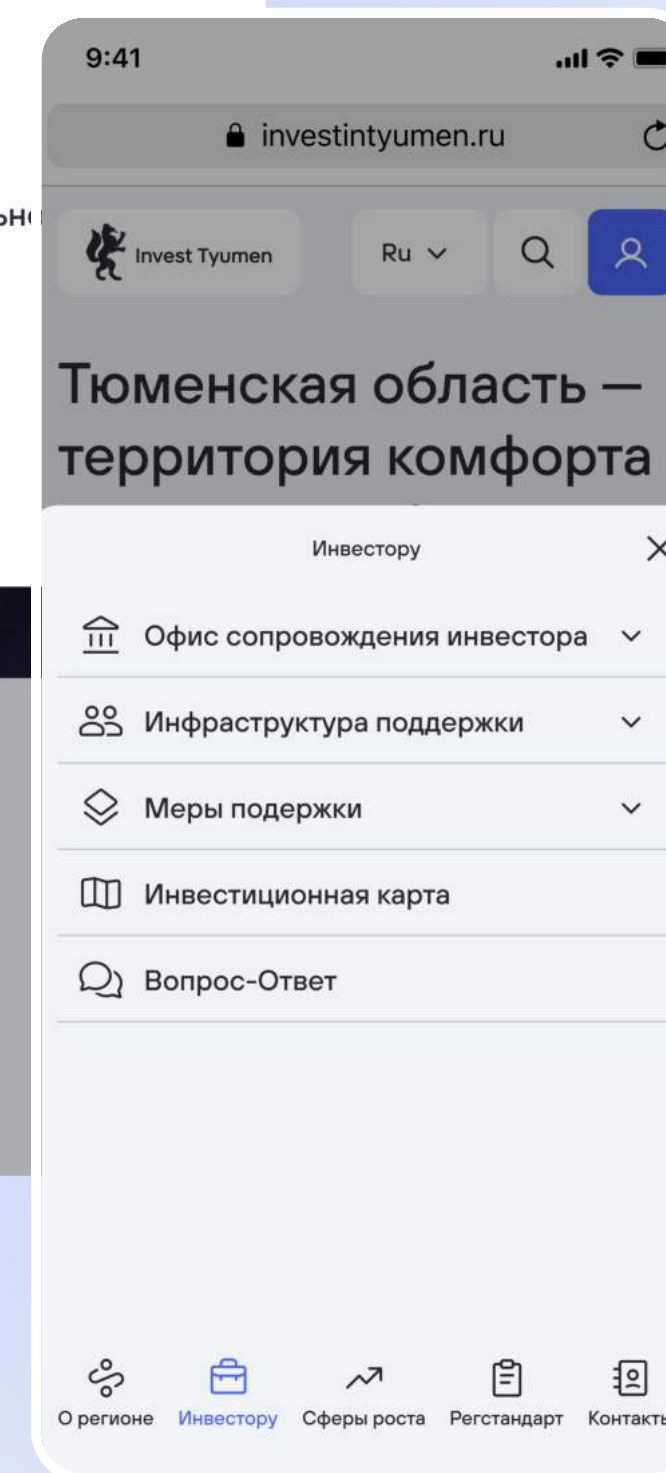 9:41
investintyumen.ru
Invest Tyumen
Ru
Тюменская область —
территория комфорта
Инвестору
Офис сопровождения инвестора
Инфраструктура поддержки
Меры подержки
Инвестиционная карта
Вопрос-Ответ
О регионе Инвестору Сферы роста Регстандарт Контакты